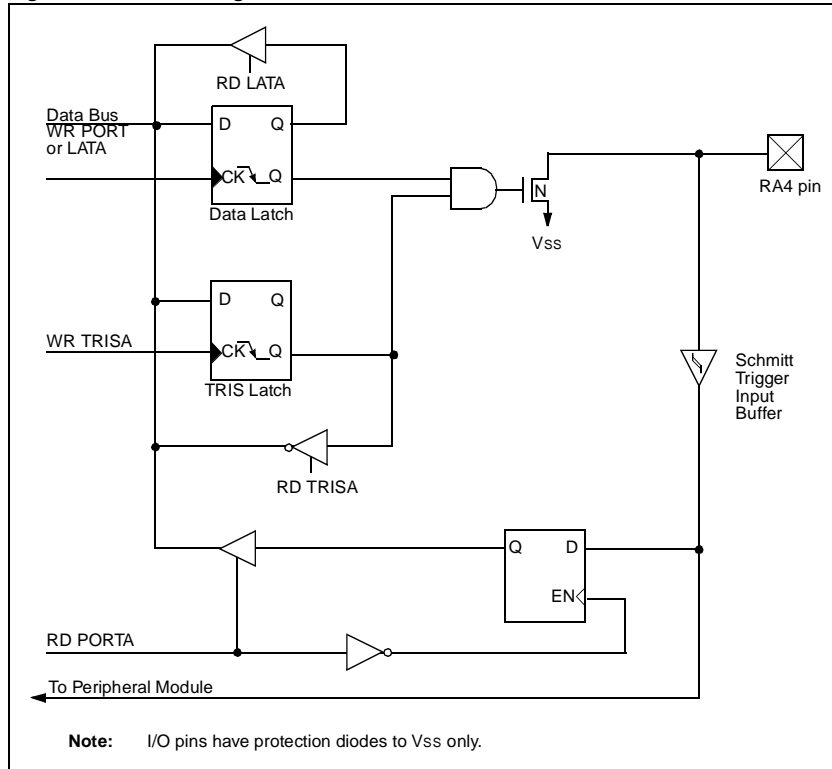 RD LATA
Data Bus
WR PORT
or LATA
D Q
CK Q
Data Latch
N
VSS
RA4 pin
D Q
WR TRISA
CK Q
TRIS Latch
Schmitt
Trigger
Input
Buffer
RD TRISA
Q D
EN
RD PORTA
To Peripheral Module
Note: I/O pins have protection diodes to VSS only.